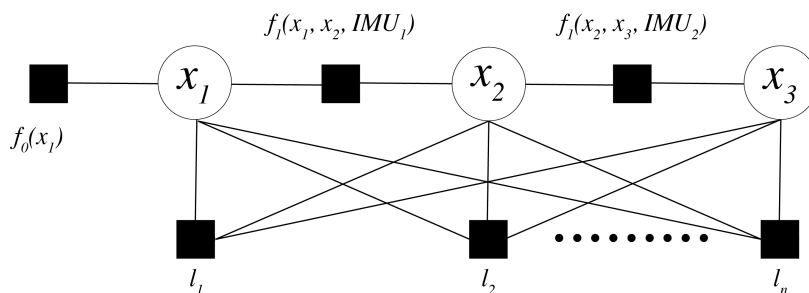 f₁(x₁, x₂, IMU₁) f₁(x₂, x₃, IMU₂)
x₁ x₂ x₃
f₀(x₁)
l₁ l₂ lₙ